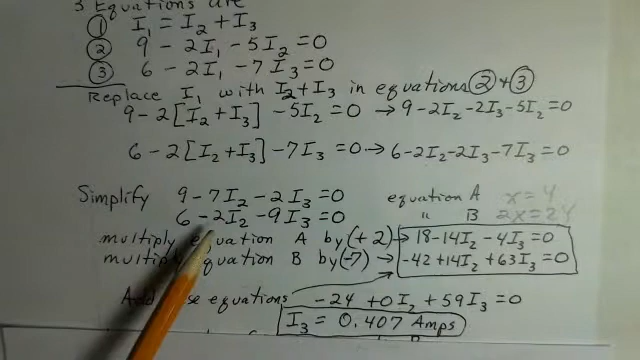 3 Equations are
① I₁ = I₂ + I₃
② 9 - 2I₁ - 5I₂ = 0
③ 6 - 2I₁ - 7I₃ = 0
Replace I₁ with I₂+I₃ in equations ② + ③
9 - 2[I₂ + I₃] - 5I₂ = 0 → 9-2I₂-2I₃-5I₂=0
6 - 2[I₂+I₃] - 7I₃ = 0 → 6-2I₂-2I₃-7I₃=0
Simplify 9 - 7I₂ - 2I₃ = 0 equation A x = 4
6 - 2I₂ - 9I₃ = 0 " B 2x = 24
multiply equation A by (+2) → 18-14I₂-4I₃=0
multiply equation B by (-7) → -42+14I₂+63I₃=0
Add equations -24 + 0I₂ + 59I₃ = 0
I₃ = 0.407 Amps